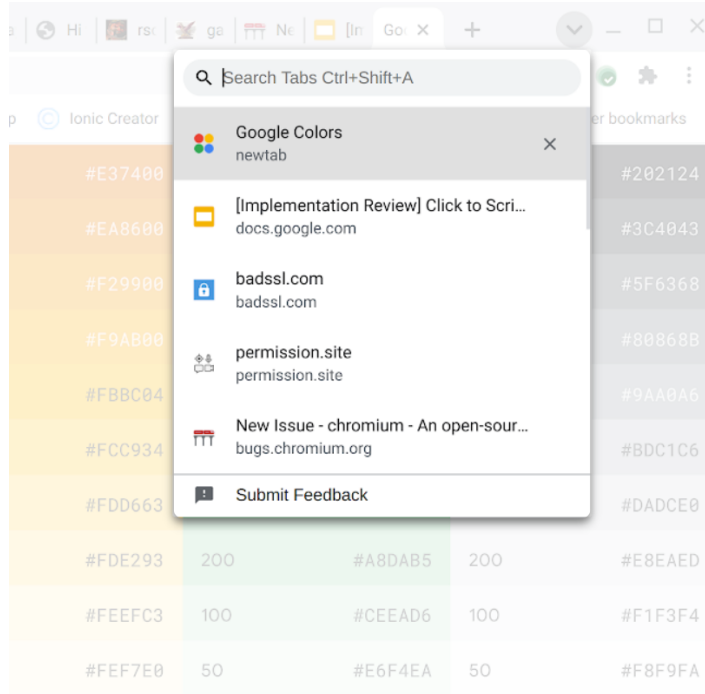 Hi rs ga Ne [Im Goo
Search Tabs Ctrl+Shift+A
p Ionic Creator er bookmarks
Google Colors
newtab
[Implementation Review] Click to Scri...
docs.google.com
badssl.com
badssl.com
permission.site
permission.site
New Issue - chromium - An open-sour...
bugs.chromium.org
Submit Feedback
#E37400 #202124
#EA8600 #3C4043
#F29900 #5F6368
#F9AB00 #80868B
#FBBC04 #9AA0A6
#FCC934 #BDC1C6
#FDD663 #DADCE0
#FDE293 200 #A8DAB5 200 #E8EAED
#FEEFC3 100 #CEEAD6 100 #F1F3F4
#FEF7E0 50 #E6F4EA 50 #F8F9FA